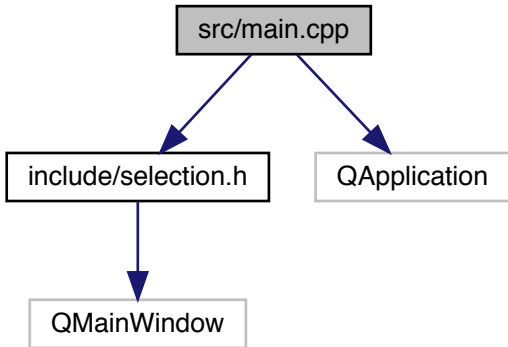 src/main.cpp
include/selection.h
QApplication
QMainWindow